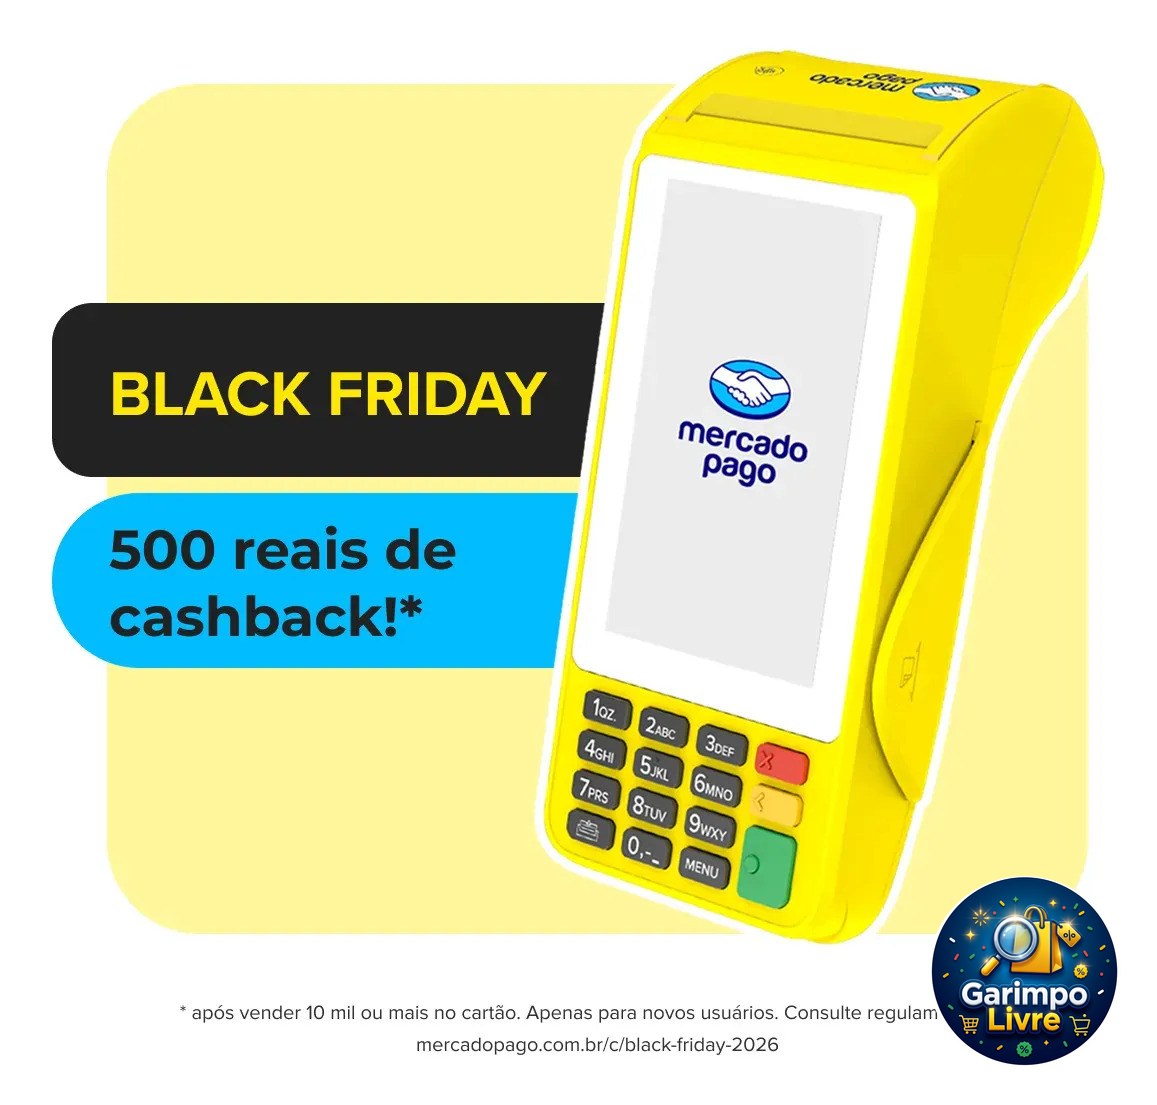 mercado
pago
BLACK FRIDAY
mercado
pago
500 reais de
cashback!*
1QZ.
2ABC
3DEF
4GHI
5JKL
6MNO
7PRS
8TUV
9WXY
0,-_
MENU
* após vender 10 mil ou mais no cartão. Apenas para novos usuários. Consulte regulam
mercadopago.com.br/c/black-friday-2026
Garimpo
Livre